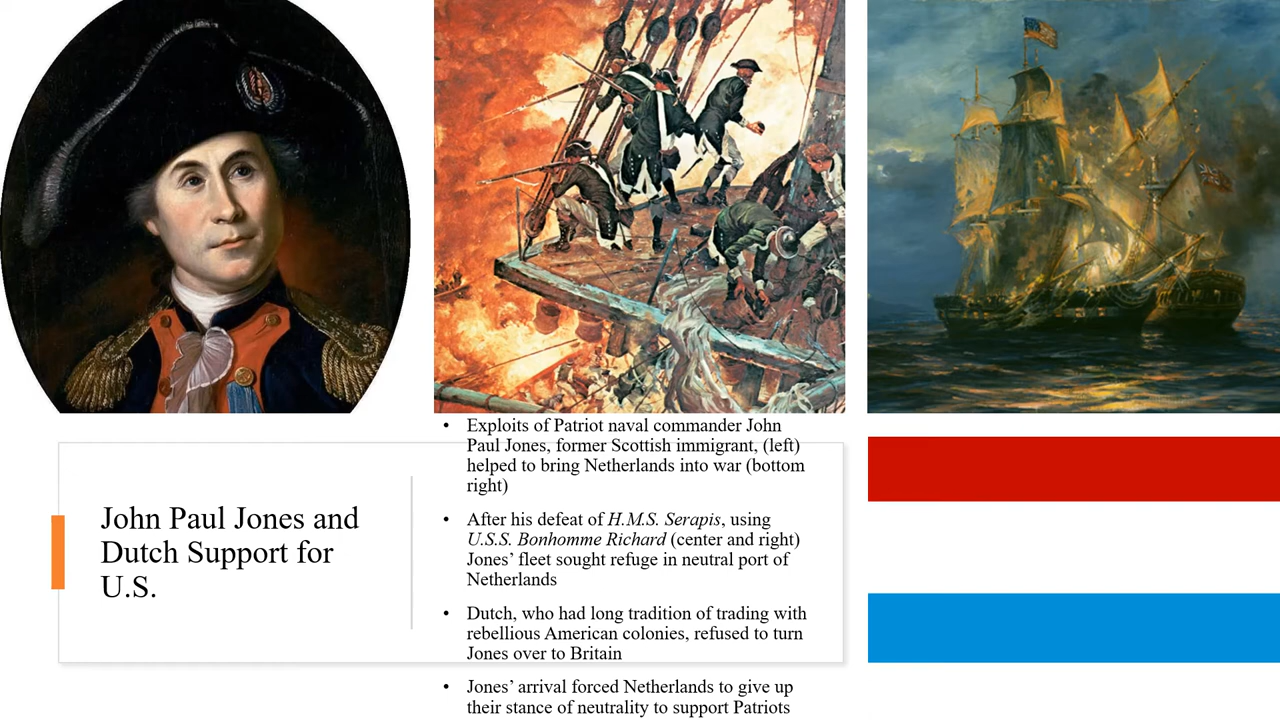 John Paul Jones and
Dutch Support for
U.S.
• Exploits of Patriot naval commander John
Paul Jones, former Scottish immigrant, (left)
helped to bring Netherlands into war (bottom
right)
• After his defeat of H.M.S. Serapis, using
U.S.S. Bonhomme Richard (center and right)
Jones’ fleet sought refuge in neutral port of
Netherlands
• Dutch, who had long tradition of trading with
rebellious American colonies, refused to turn
Jones over to Britain
• Jones’ arrival forced Netherlands to give up
their stance of neutrality to support Patriots